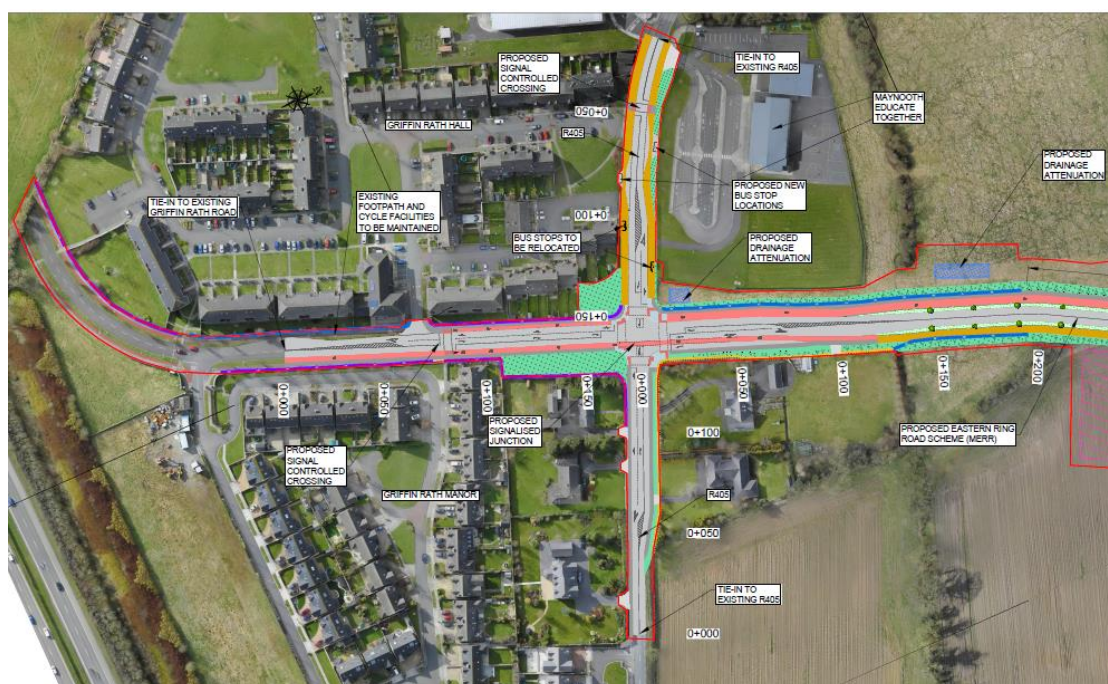 PROPOSED
SIGNAL
CONTROLLED
CROSSING
TIE-IN TO
EXISTING R405
0+050
GRIFFIN RATH HALL
R405
MAYNOOTH
EDUCATE
TOGETHER
PROPOSED
DRAINAGE
ATTENUATION
TIE-IN TO EXISTING
GRIFFIN RATH ROAD
EXISTING
FOOTPATH AND
CYCLE FACILITIES
TO BE MAINTAINED
PROPOSED NEW
BUS STOP
LOCATIONS
0+100
BUS STOPS TO
BE RELOCATED
PROPOSED
DRAINAGE
ATTENUATION
0+150
0+000
0+050
0+100
0+150
0+000
0+050
0+100
0+150
0+200
PROPOSED
SIGNALISED
JUNCTION
0+100
PROPOSED EASTERN RING
ROAD SCHEME (MERR)
PROPOSED
SIGNAL
CONTROLLED
CROSSING
GRIFFIN RATH MANOR
R405
0+050
TIE-IN TO
EXISTING R405
0+000